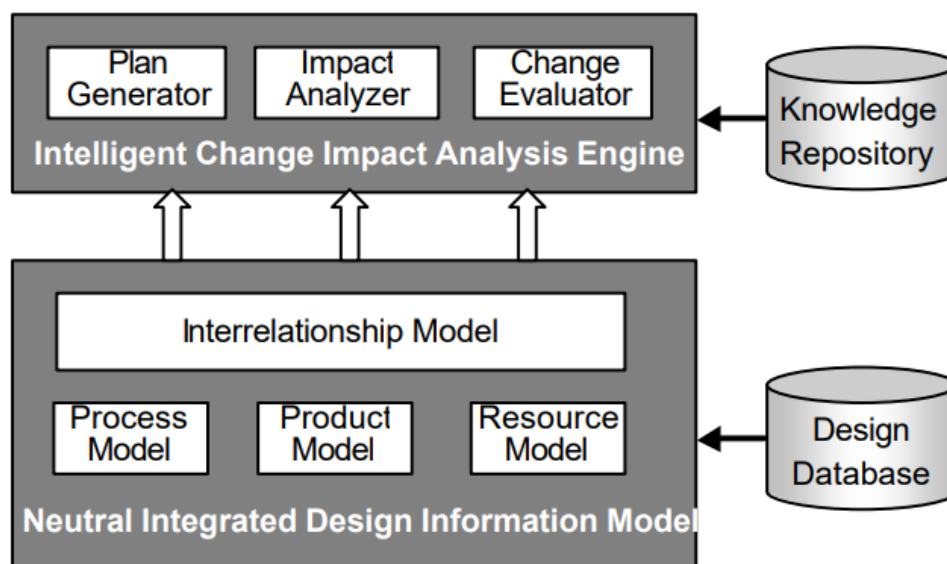 Plan
Generator
Impact
Analyzer
Change
Evaluator
Intelligent Change Impact Analysis Engine
Knowledge
Repository
Interrelationship Model
Process
Model
Product
Model
Resource
Model
Neutral Integrated Design Information Model
Design
Database